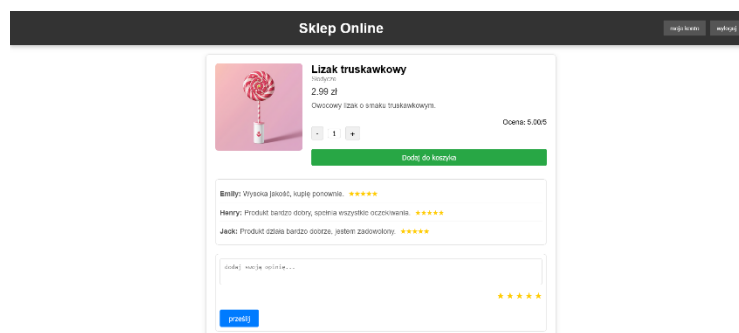 Sklep Online
moje konto wyloguj
Lizak truskawkowy
Słodycze
2.99 zł
Owocowy lizak o smaku truskawkowym.
Ocena: 5.00/5
- 1 +
Dodaj do koszyka
Emily: Wysoka jakość, kupię ponownie. ★★★★★
Henry: Produkt bardzo dobry, spełnia wszystkie oczekiwania. ★★★★★
Jack: Produkt działa bardzo dobrze, jestem zadowolony. ★★★★★
dodaj swoją opinię...
★★★★★
prześlij